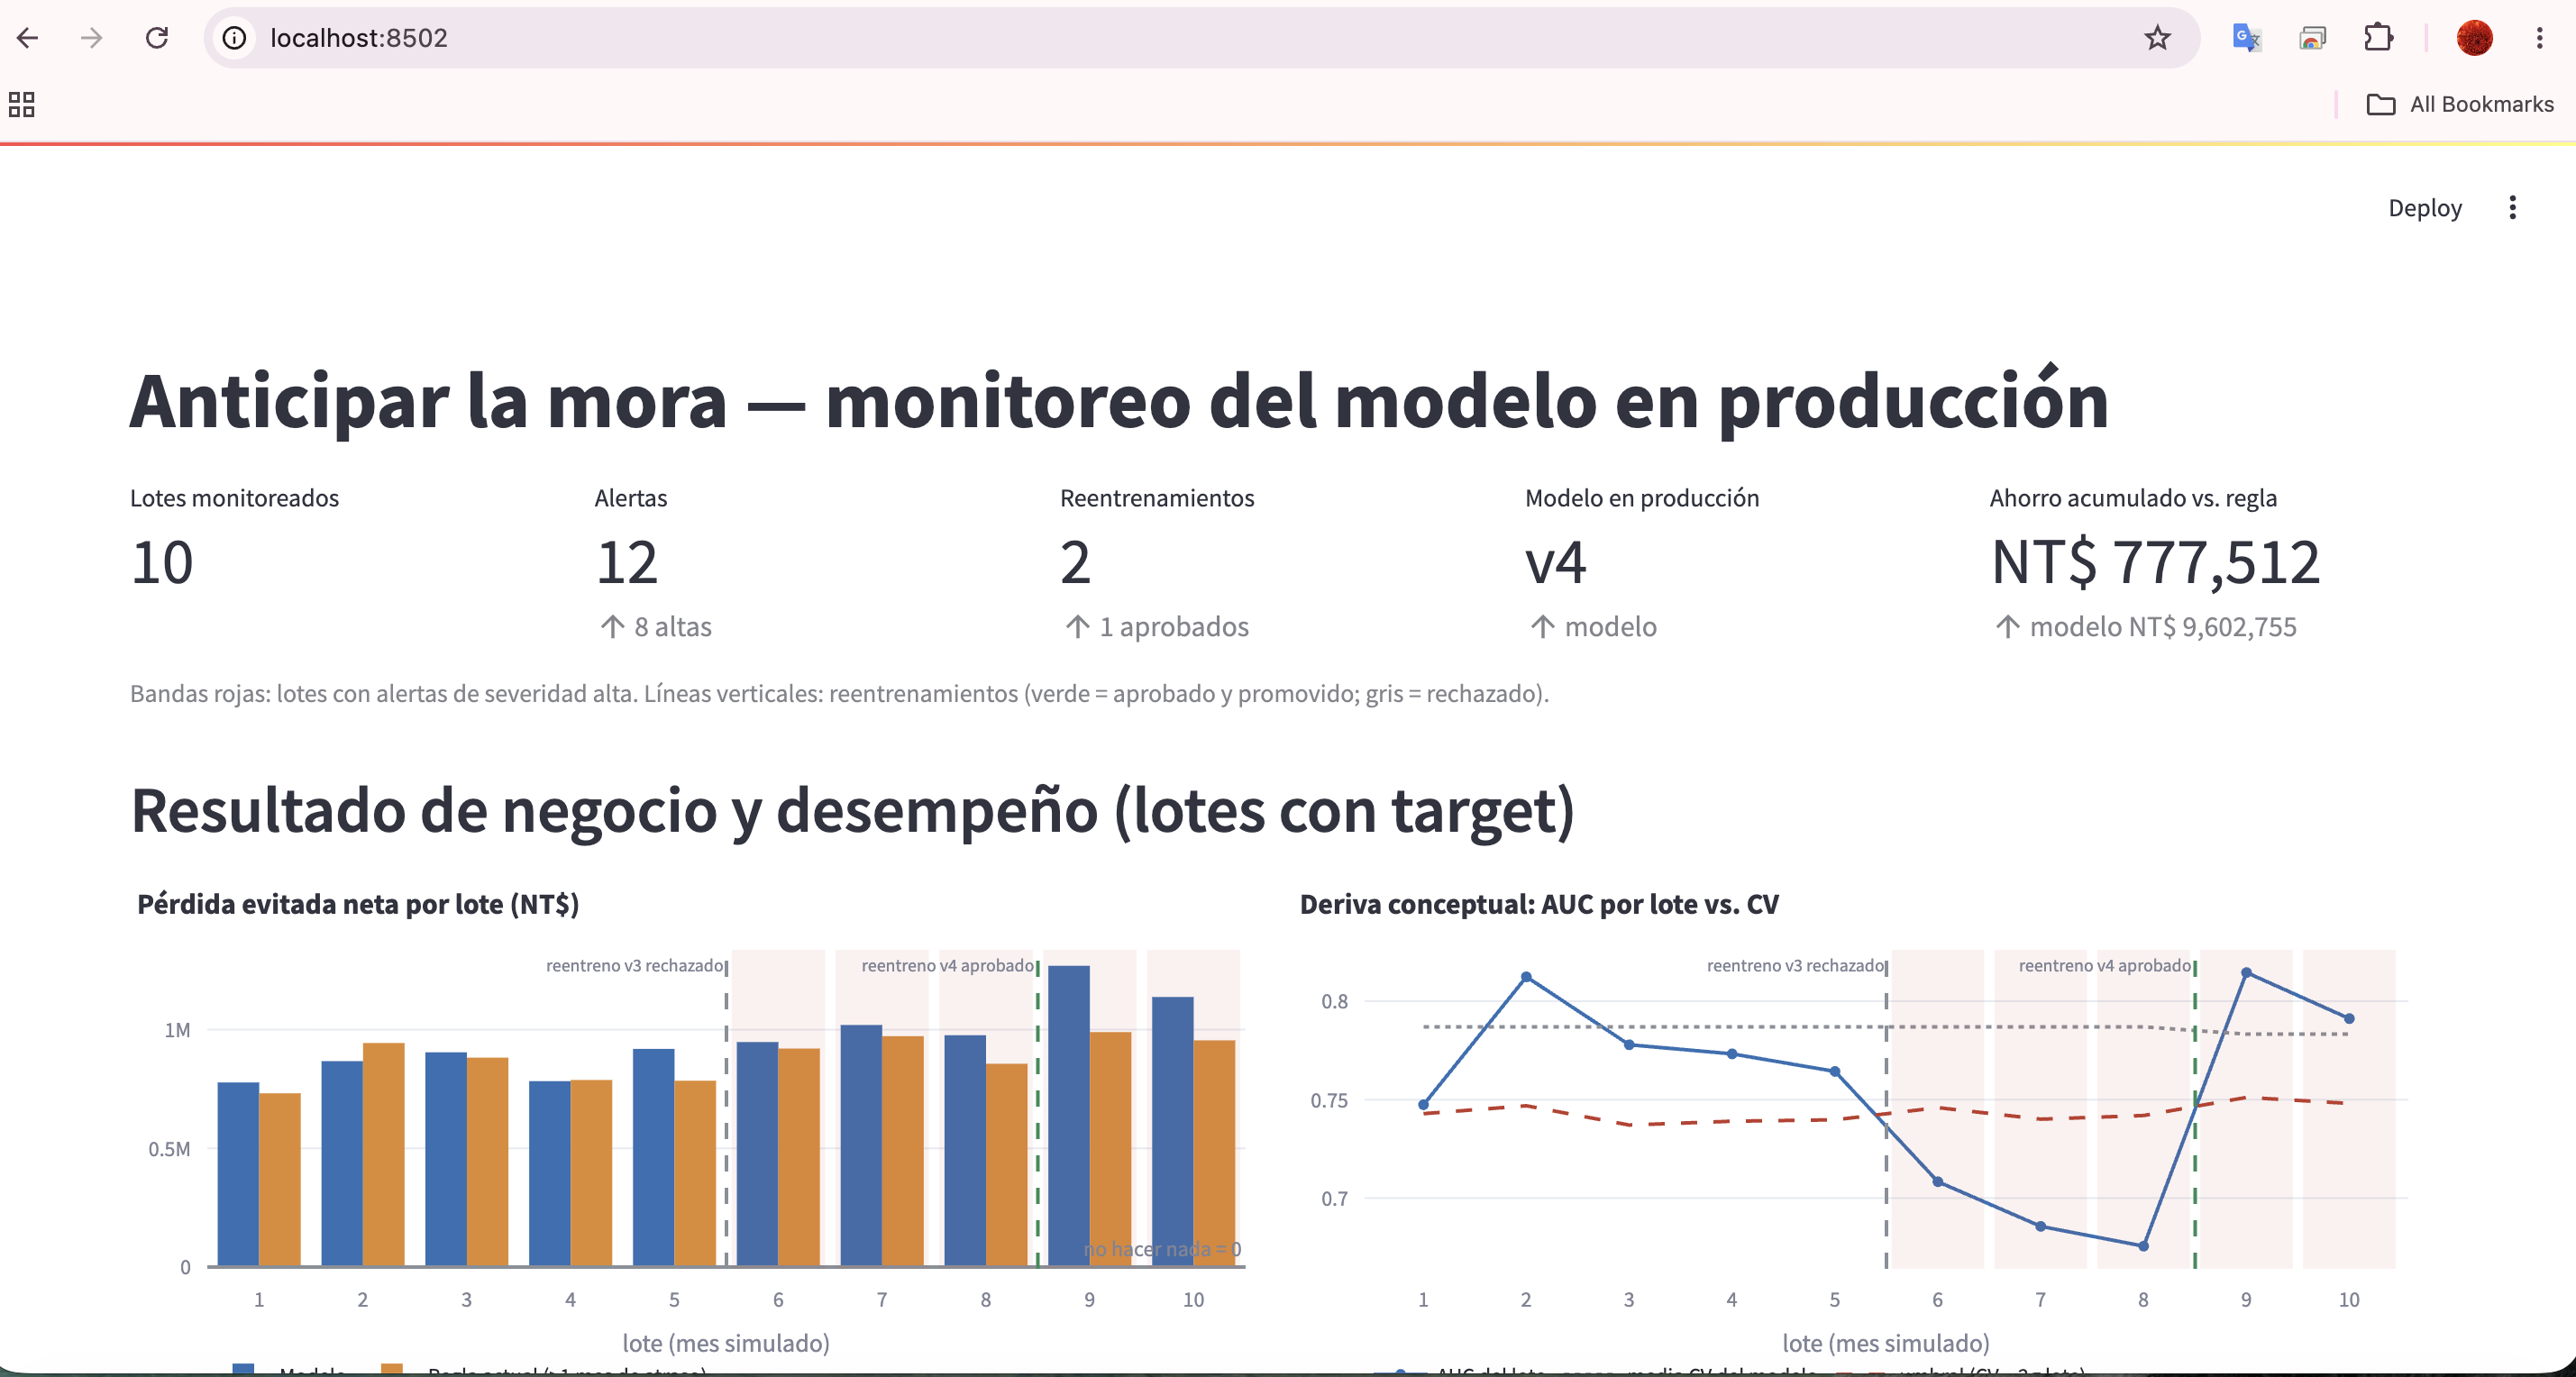 localhost:8502
All Bookmarks
Deploy
Anticipar la mora — monitoreo del modelo en producción
Lotes monitoreados
10
Alertas
12
↑ 8 altas
Reentrenamientos
2
↑ 1 aprobados
Modelo en producción
v4
↑ modelo
Ahorro acumulado vs. regla
NT$ 777,512
↑ modelo NT$ 9,602,755
Bandas rojas: lotes con alertas de severidad alta. Líneas verticales: reentrenamientos (verde = aprobado y promovido; gris = rechazado).
Resultado de negocio y desempeño (lotes con target)
Pérdida evitada neta por lote (NT$)
reentreno v3 rechazado
reentreno v4 aprobado
1M
0.5M
0
no hacer nada = 0
1 2 3 4 5 6 7 8 9 10
lote (mes simulado)
Modelo
Deriva conceptual: AUC por lote vs. CV
reentreno v3 rechazado
reentreno v4 aprobado
0.8
0.75
0.7
1 2 3 4 5 6 7 8 9 10
lote (mes simulado)